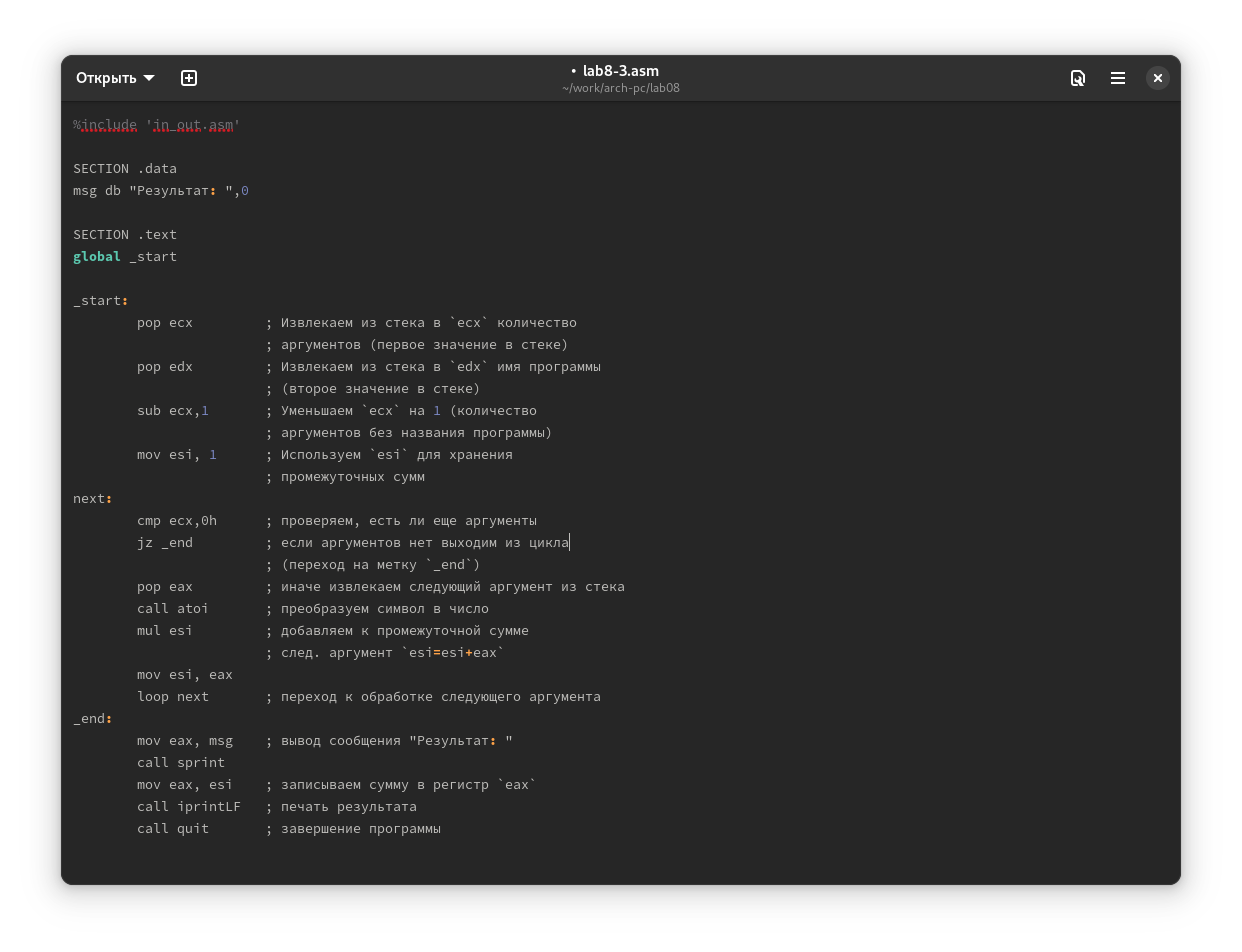 Открыть
• lab8-3.asm
~/work/arch-pc/lab08
%include 'in_out.asm'
SECTION .data
msg db "Результат: ",0
SECTION .text
global _start
_start:
pop ecx ; Извлекаем из стека в `ecx` количество
; аргументов (первое значение в стеке)
pop edx ; Извлекаем из стека в `edx` имя программы
; (второе значение в стеке)
sub ecx,1 ; Уменьшаем `ecx` на 1 (количество
; аргументов без названия программы)
mov esi, 1 ; Используем `esi` для хранения
; промежуточных сумм
next:
cmp ecx,0h ; проверяем, есть ли еще аргументы
jz _end ; если аргументов нет выходим из цикла
; (переход на метку `_end`)
pop eax ; иначе извлекаем следующий аргумент из стека
call atoi ; преобразуем символ в число
mul esi ; добавляем к промежуточной сумме
; след. аргумент `esi=esi+eax`
mov esi, eax
loop next ; переход к обработке следующего аргумента
_end:
mov eax, msg ; вывод сообщения "Результат: "
call sprint
mov eax, esi ; записываем сумму в регистр `eax`
call iprintLF ; печать результата
call quit ; завершение программы